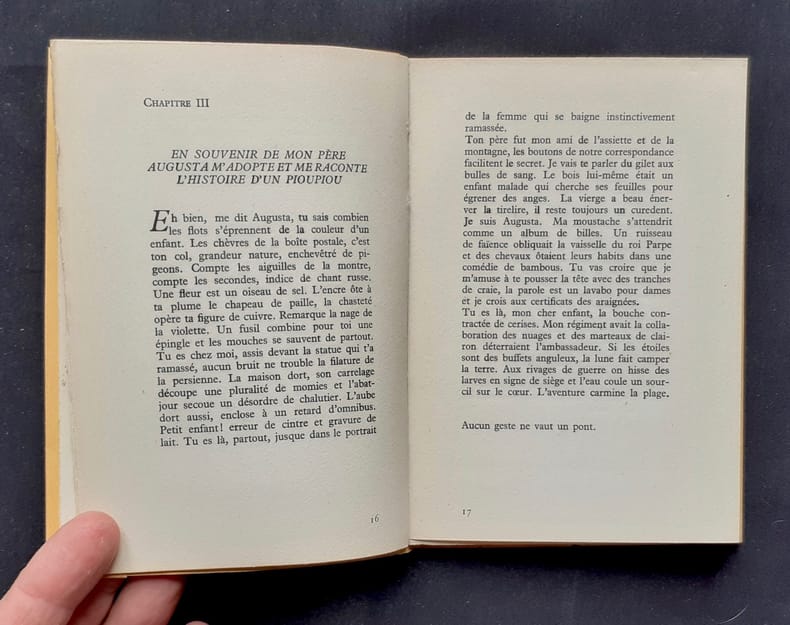 CHAPITRE III
EN SOUVENIR DE MON PÈRE
AUGUSTA M'ADOPTE ET ME RACONTE
L'HISTOIRE D'UN PIOUPIOU
Eh bien, me dit Augusta, tu sais combien
les flots s'éprennent de la couleur d'un
enfant. Les chèvres de la boîte postale, c'est
ton col, grandeur nature, enchevêtré de pi-
geons. Compte les aiguilles de la montre,
compte les secondes, indice de chant russe.
Une fleur est un oiseau de sel. L'encre ôte à
ta plume le chapeau de paille, la chasteté
opère ta figure de cuivre. Remarque la nage de
la violette. Un fusil combine pour toi une
épingle et les mouches se sauvent de partout.
Tu es chez moi, assis devant la statue qui t'a
ramassé, aucun bruit ne trouble la filature de
la persienne. La maison dort, son carrelage
découpe une pluralité de momies et l'abat-
jour secoue un désordre de chalutier. L'aube
dort aussi, enclose à un retard d'omnibus.
Petit enfant! erreur de cintre et gravure de
lait. Tu es là, partout, jusque dans le portrait
16
de la femme qui se baigne instinctivement
ramassée.
Ton père fut mon ami de l'assiette et de la
montagne, les boutons de notre correspondance
facilitent le secret. Je vais te parler du gilet aux
bulles de sang. Le bois lui-même était un
enfant malade qui cherche ses feuilles pour
égrener des anges. La vierge a beau éner-
ver la tirelire, il reste toujours un curedent.
Je suis Augusta. Ma moustache s'attendrit
comme un album de billes. Un ruisseau
de faïence obliquait la vaisselle du roi Parpe
et des chevaux ôtaient leurs habits dans une
comédie de bambous. Tu vas croire que je
m'amuse à te pousser la tête avec des tranches
de craie, la parole est un lavabo pour dames
et je crois aux certificats des araignées.
Tu es là, mon cher enfant, la bouche con-
tractée de cerises. Mon régiment avait la colla-
boration des nuages et des marteaux de clai-
ron déterraient l'ambassadeur. Si les étoiles
sont des buffets anguleux, la lune fait camper
la terre. Aux rivages de guerre on hisse des
larves en signe de siège et l'eau coule un sour-
cil sur le cœur. L'aventure carmine la plage.
Aucun geste ne vaut un pont.
17